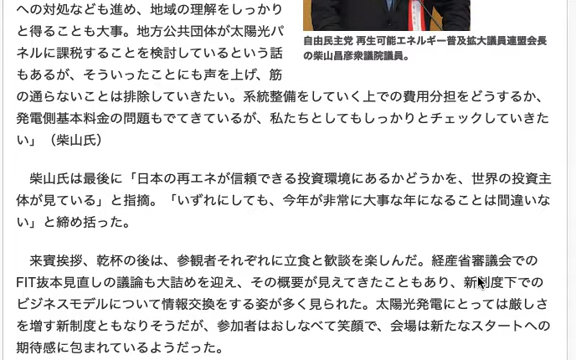 への対処なども進め、地域の理解をしっかり
と得ることも大事。地方公共団体が太陽光パ
ネルに課税することを検討しているという話
もあるが、そういったことにも声を上げ、筋
の通らないことは排除していきたい。系統整備をしていく上での費用分担をどうするか、
発電側基本料金の問題もでてきているが、私たちとしてもしっかりとチェックしていきた
い」（柴山氏）
自由民主党 再生可能エネルギー普及拡大議員連盟会長
の柴山昌彦衆議院議員。
柴山氏は最後に「日本の再エネが信頼できる投資環境にあるかどうかを、世界の投資主
体が見ている」と指摘。「いずれにしても、今年が非常に大事な年になることは間違いな
い」と締め括った。
来賓挨拶、乾杯の後は、参観者それぞれに立食と歓談を楽しんだ。経産省審議会での
FIT抜本見直しの議論も大詰めを迎え、その概要が見えてきたこともあり、新制度下での
ビジネスモデルについて情報交換をする姿が多く見られた。太陽光発電にとっては厳しさ
を増す新制度ともなりそうだが、参加者はおしなべて笑顔で、会場は新たなスタートへの
期待感に包まれているようだった。